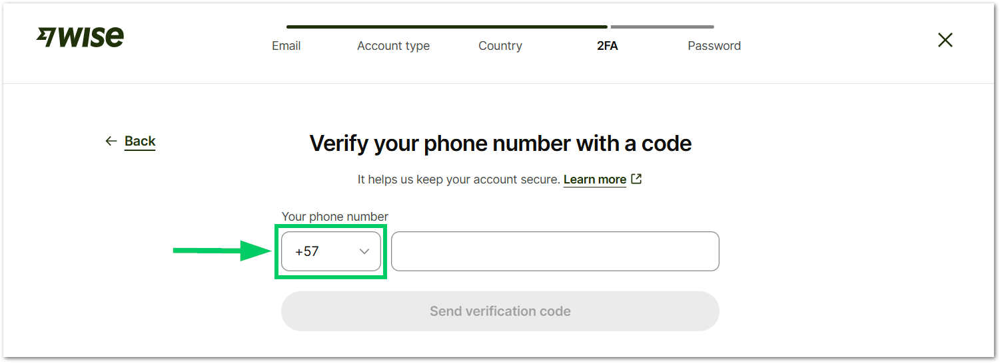 WISE
Email
Account type
Country
2FA
Password
Back
Verify your phone number with a code
It helps us keep your account secure. Learn more
Your phone number
+57
Send verification code